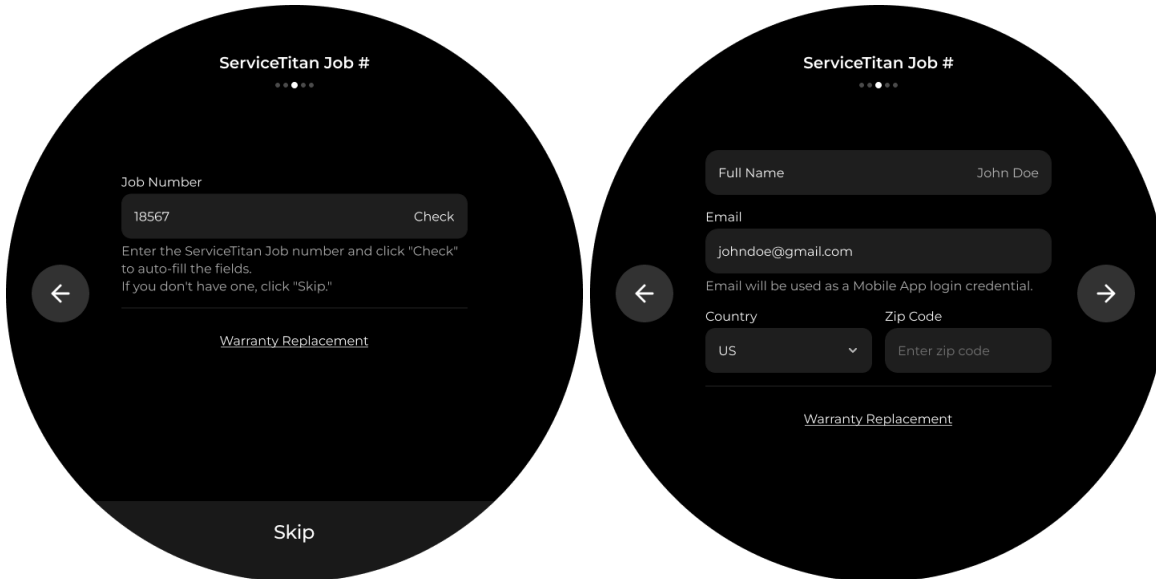 ServiceTitan Job #
Job Number
18567 Check
Enter the ServiceTitan Job number and click "Check"
to auto-fill the fields.
If you don't have one, click "Skip."
Warranty Replacement
Skip
ServiceTitan Job #
Full Name John Doe
Email
johndoe@gmail.com
Email will be used as a Mobile App login credential.
Country Zip Code
US Enter zip code
Warranty Replacement